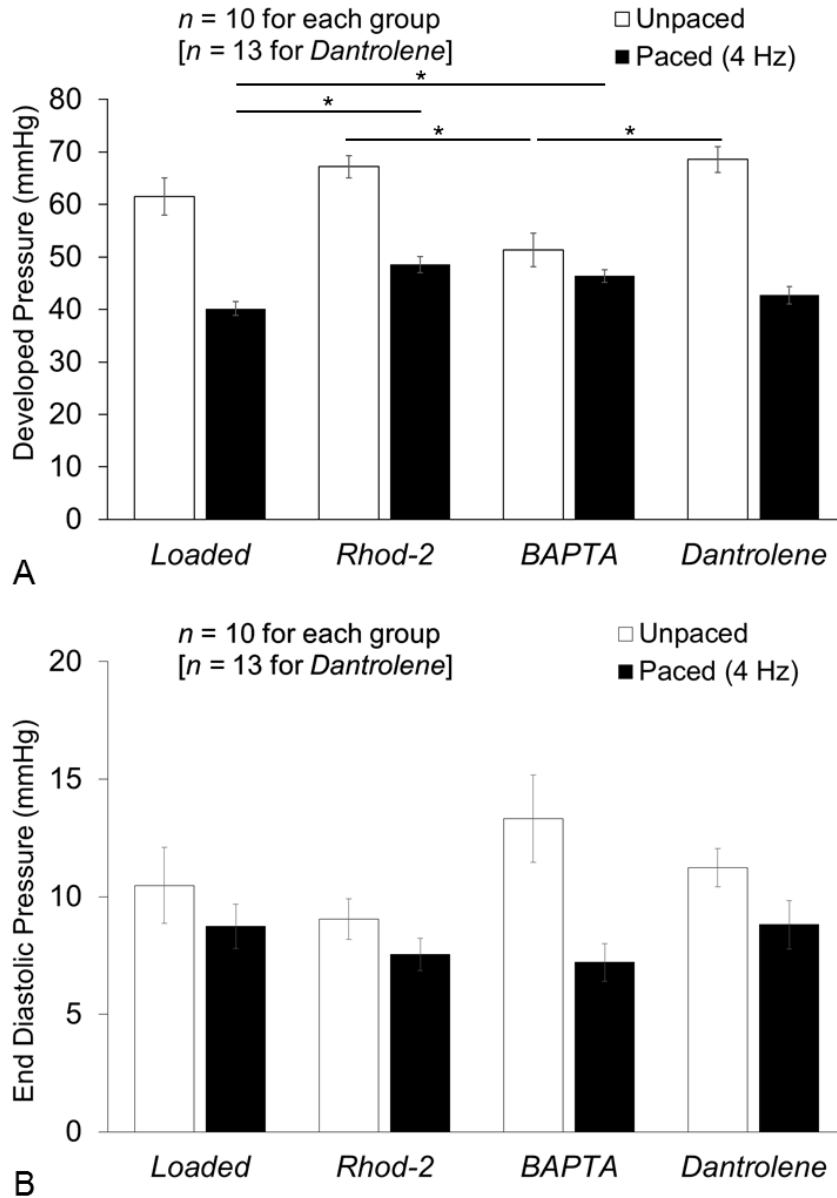 n = 10 for each group
[n = 13 for Dantrolene]
Unpaced
Paced (4 Hz)
*
*
*
*
Developed Pressure (mmHg)
80
70
60
50
40
30
20
10
0
Loaded Rhod-2 BAPTA Dantrolene
A
n = 10 for each group
[n = 13 for Dantrolene]
Unpaced
Paced (4 Hz)
End Diastolic Pressure (mmHg)
20
15
10
5
0
Loaded Rhod-2 BAPTA Dantrolene
B